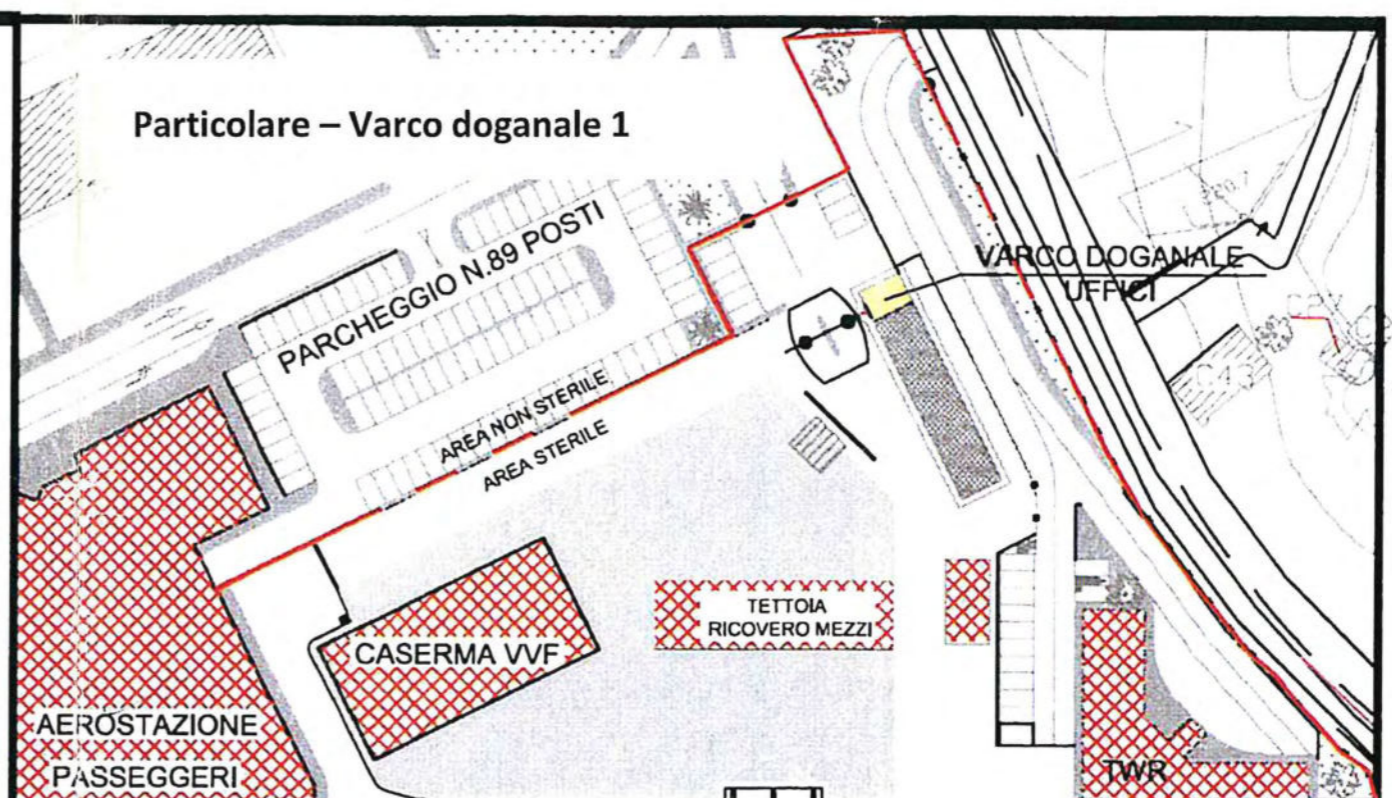 Particolare – Varco doganale 1
PARCHEGGIO N.89 POSTI
VARCO DOGANALE
UFFICI
AREA NON STERILE
AREA STERILE
TETTOIA
RICOVERO MEZZI
CASERMA VVF
AEROSTAZIONE
PASSEGGERI
TWR